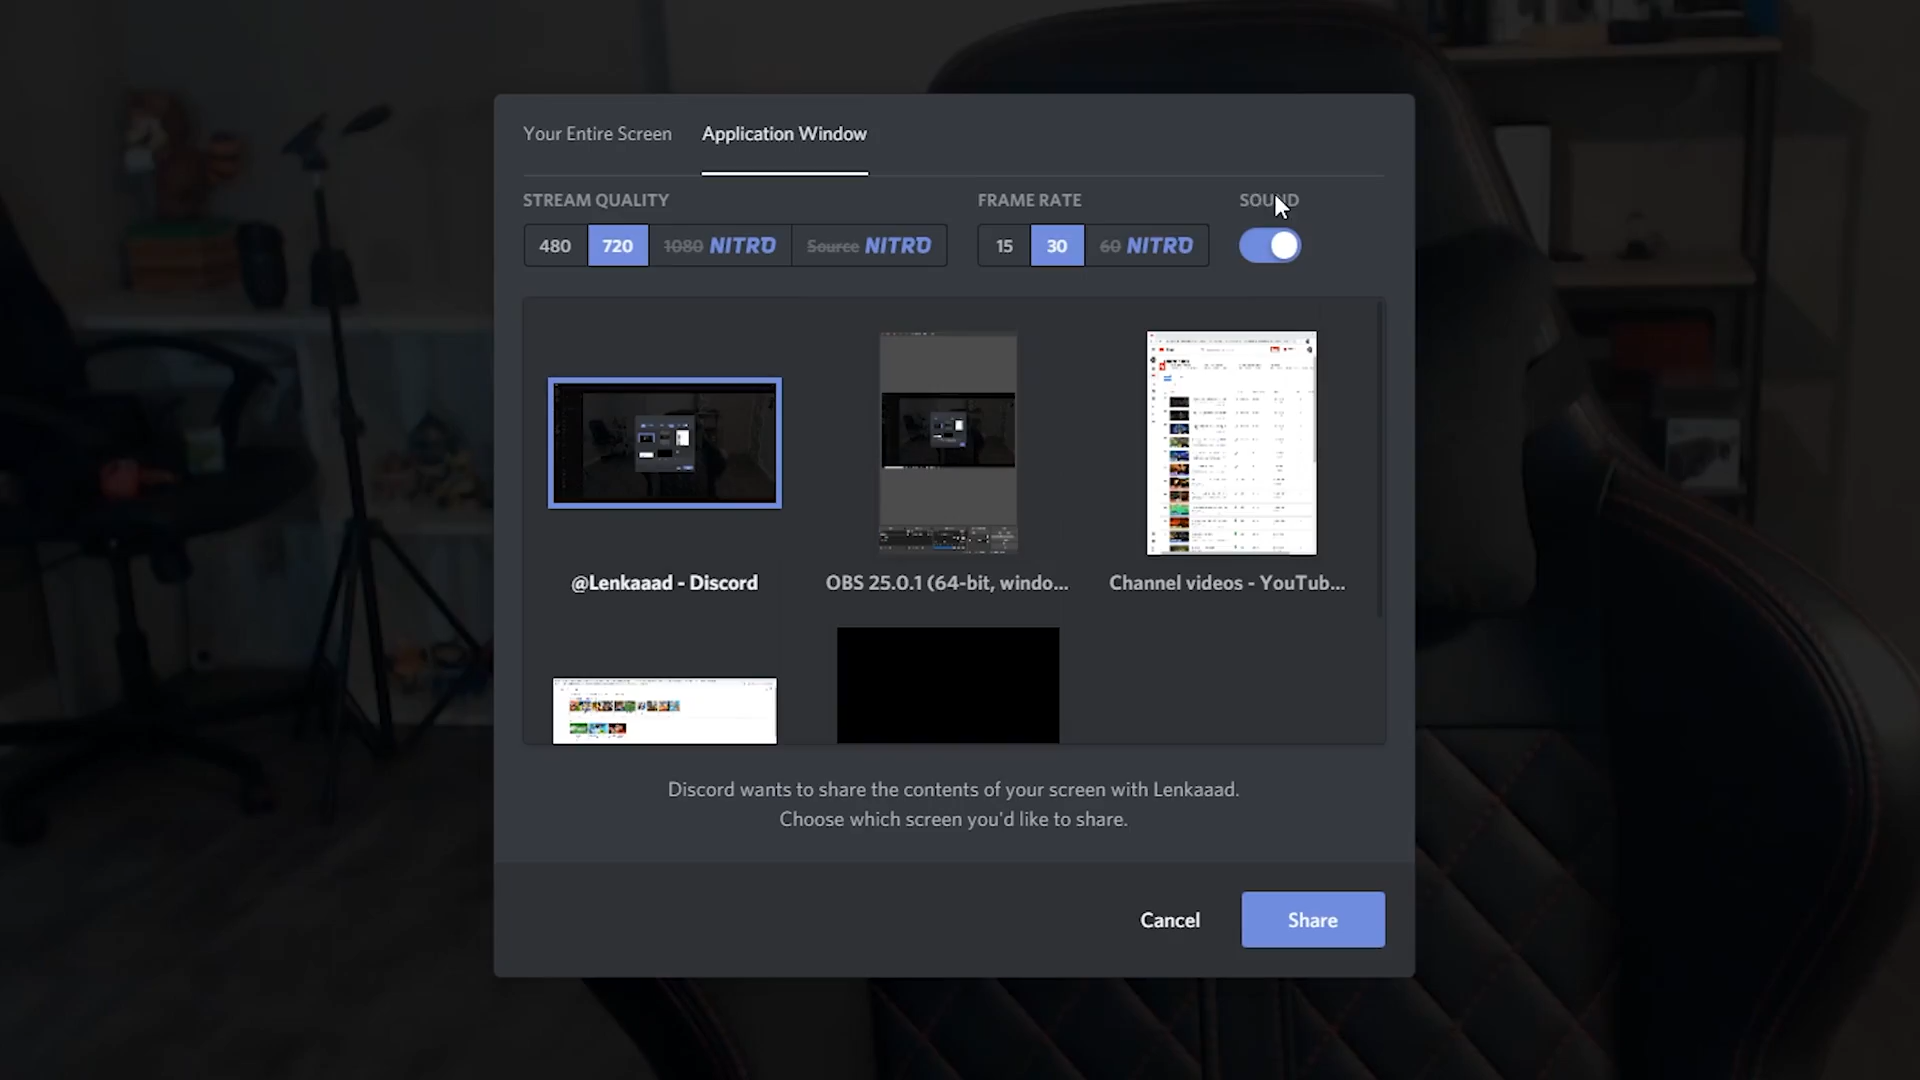 Your Entire Screen Application Window
STREAM QUALITY FRAME RATE SOUND
480 720 1080 NITRO Source NITRO 15 30 60 NITRO
@Lenkaaad - Discord OBS 25.0.1 (64-bit, windo... Channel videos - YouTub...
Discord wants to share the contents of your screen with Lenkaaad.
Choose which screen you'd like to share.
Cancel Share